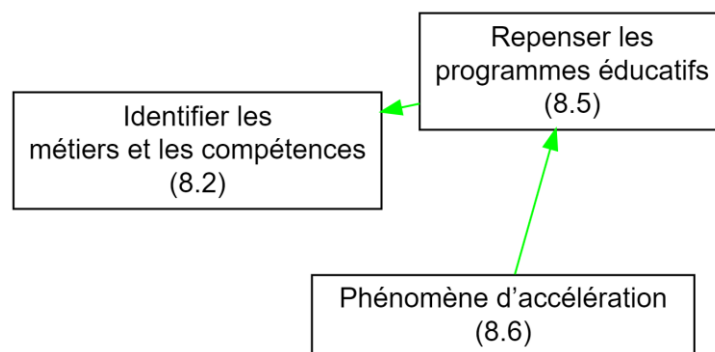 Repenser les
programmes éducatifs
(8.5)
Identifier les
métiers et les compétences
(8.2)
Phénomène d’accélération
(8.6)